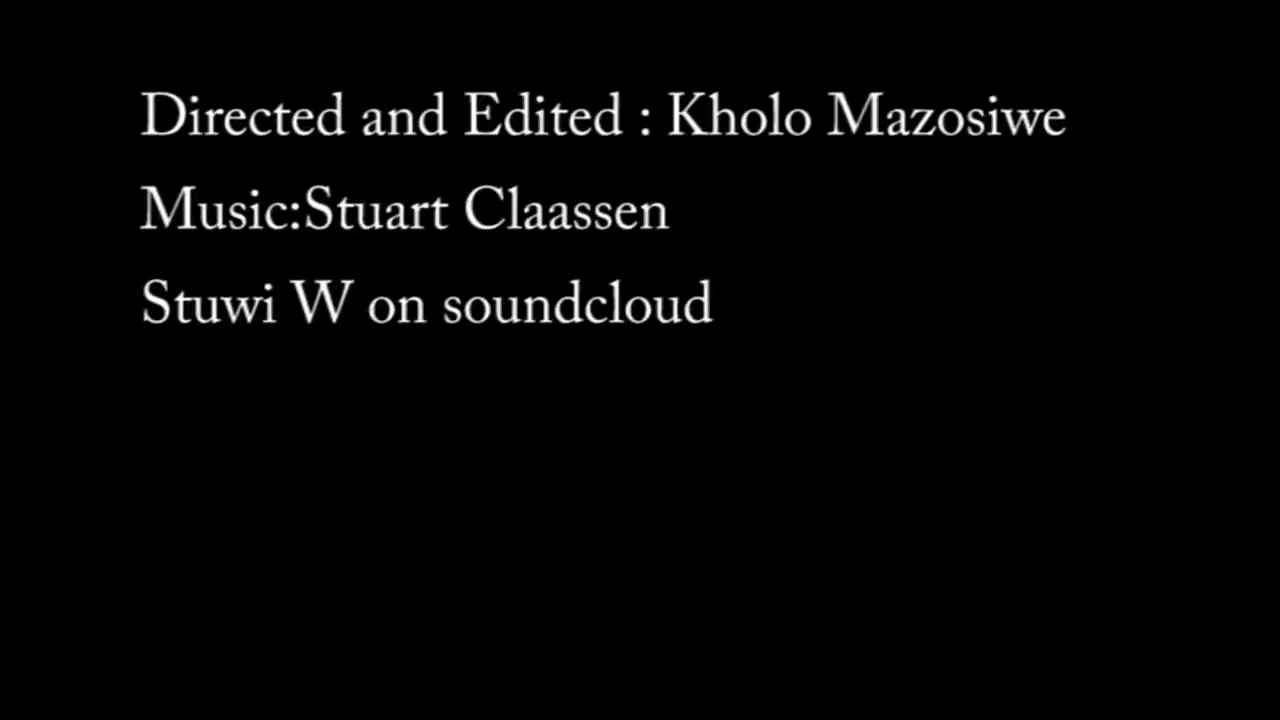 Directed and Edited : Kholo Mazosiwe
Music:Stuart Claassen
Stuwi W on soundcloud